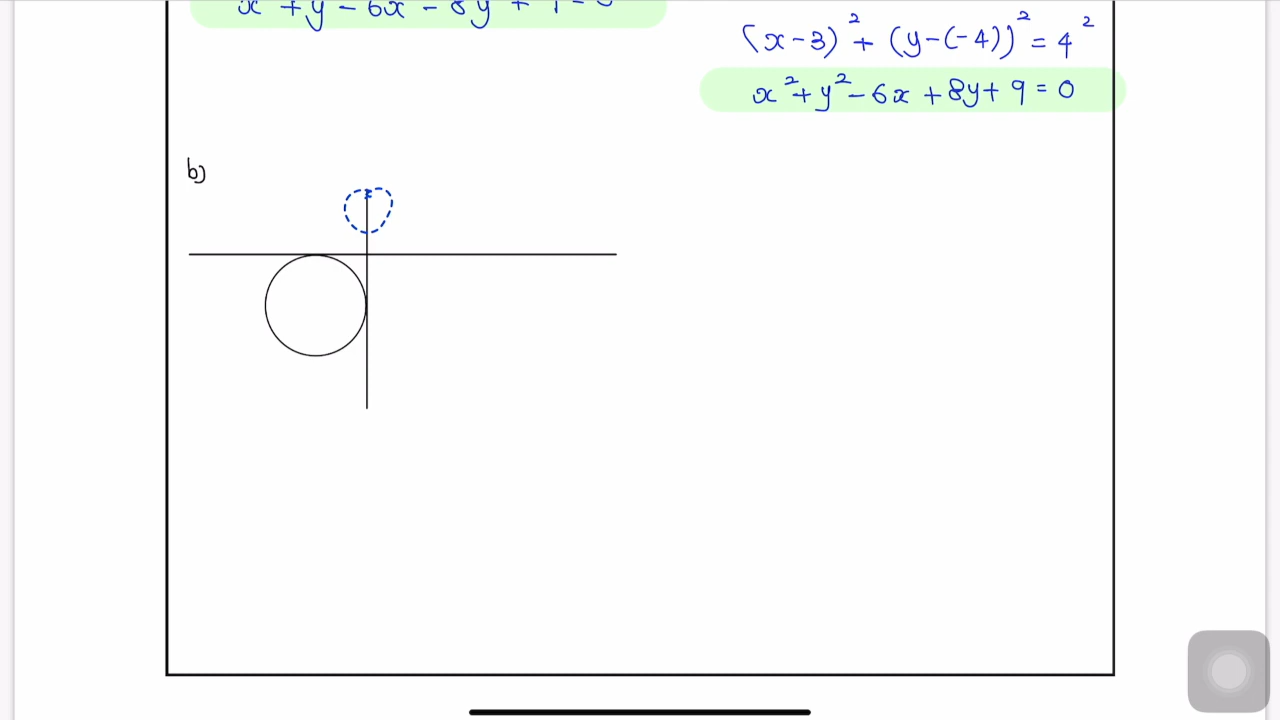 (x-3)² + (y-(-4))² = 4²
x² + y² - 6x + 8y + 9 = 0
b)